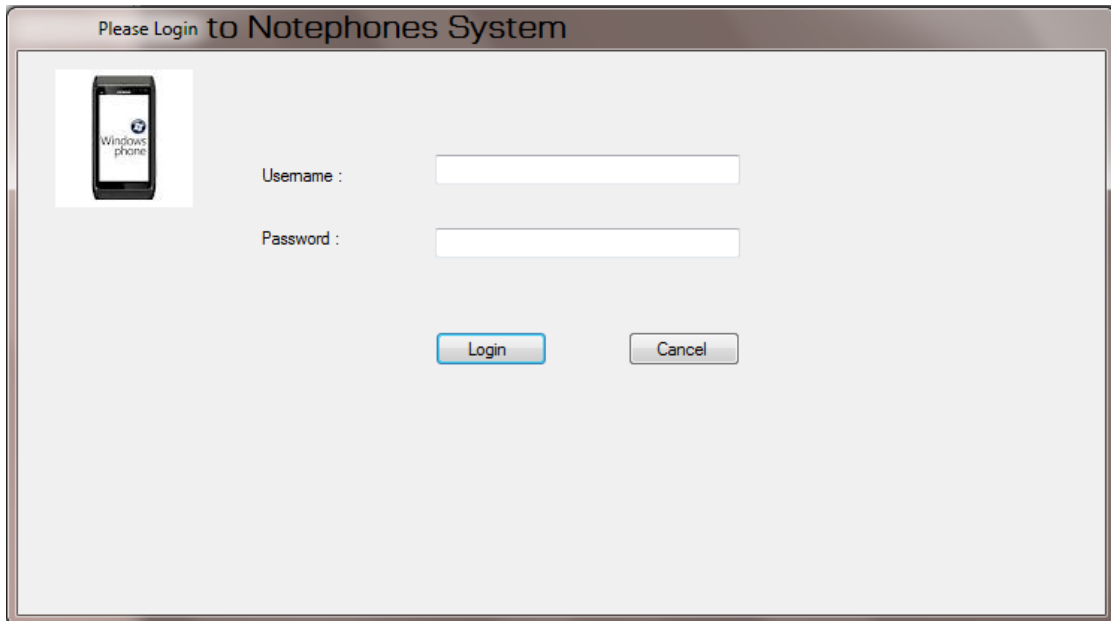 Please Login to Notephones System
Windows
phone
Username :
Password :
Login Cancel